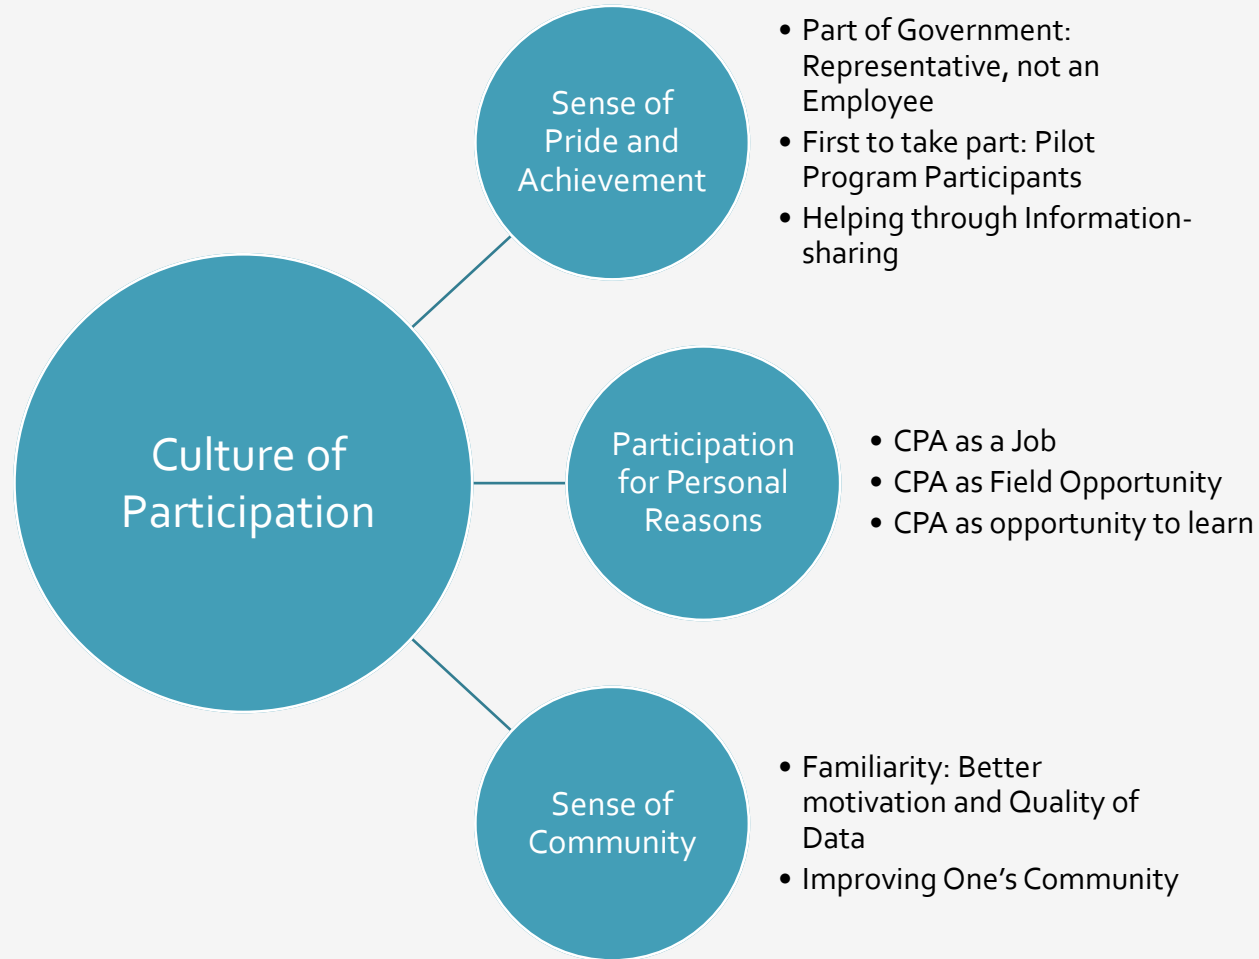 Culture of
Participation
Sense of
Pride and
Achievement
• Part of Government:
Representative, not an
Employee
• First to take part: Pilot
Program Participants
• Helping through Information-
sharing
Participation
for Personal
Reasons
• CPA as a Job
• CPA as Field Opportunity
• CPA as opportunity to learn
Sense of
Community
• Familiarity: Better
motivation and Quality of
Data
• Improving One’s Community